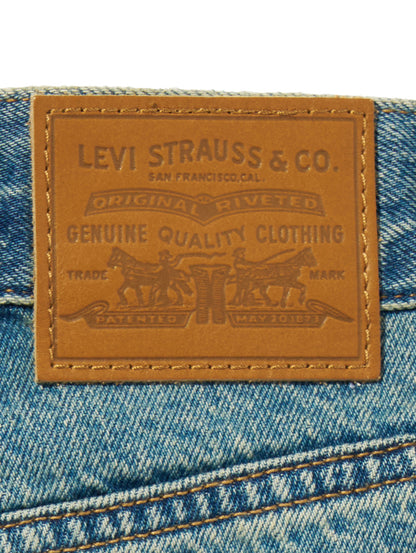 LEVI STRAUSS & CO.
SAN FRANCISCO, CAL.
ORIGINAL RIVETED
GENUINE QUALITY CLOTHING
TRADE MARK
PATENTED MAY 20 1873